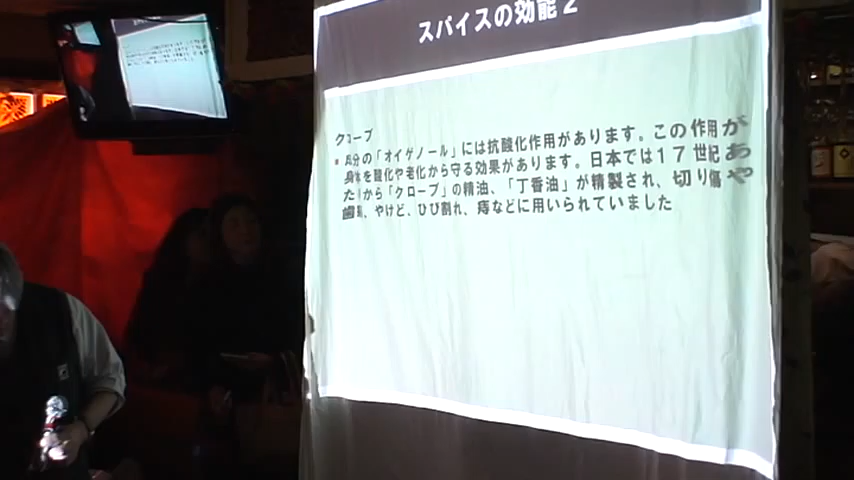 スパイスの効能2
クローブ
成分の「オイゲノール」には抗酸化作用があります。この作用が
身体を酸化や老化から守る効果があります。日本では17世紀あ
たりから「クローブ」の精油、「丁香油」が精製され、切り傷や
歯痛、やけど、ひび割れ、痔などに用いられていました